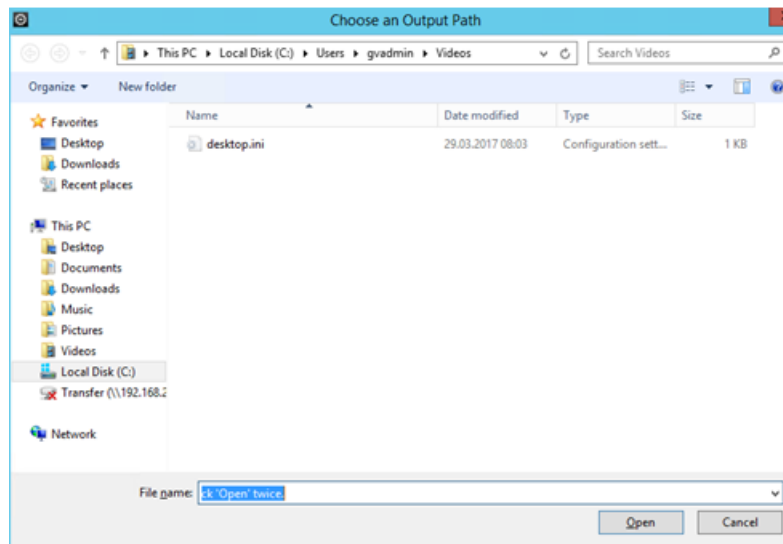 Choose an Output Path
This PC Local Disk (C:) Users gvadmin Videos Search Videos
Organize New folder
Name Date modified Type Size
desktop.ini 29.03.2017 08:03 Configuration sett... 1 KB
Favorites
Desktop
Downloads
Recent places
This PC
Desktop
Documents
Downloads
Music
Pictures
Videos
Local Disk (C:)
Transfer (\\192.168.2
Network
File name: ck 'Open' twice.
Open Cancel